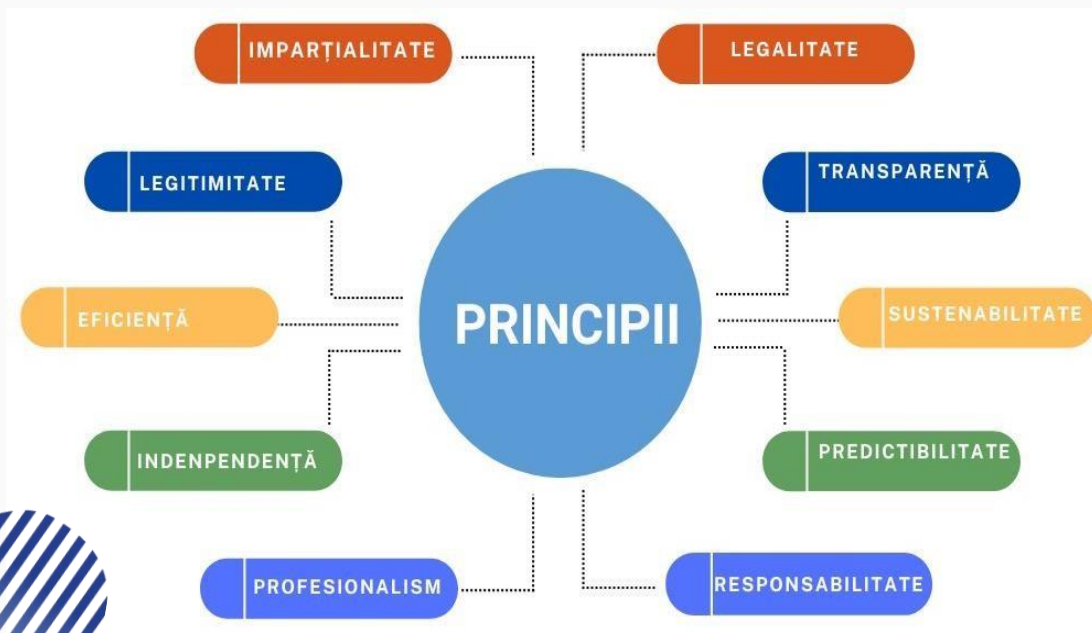 IMPARȚIALITATE
LEGALITATE
LEGITIMITATE
TRANSPARENȚĂ
EFICIENȚĂ
PRINCIPII
SUSTENABILITATE
INDENPENDENȚĂ
PREDICTIBILITATE
PROFESIONALISM
RESPONSABILITATE